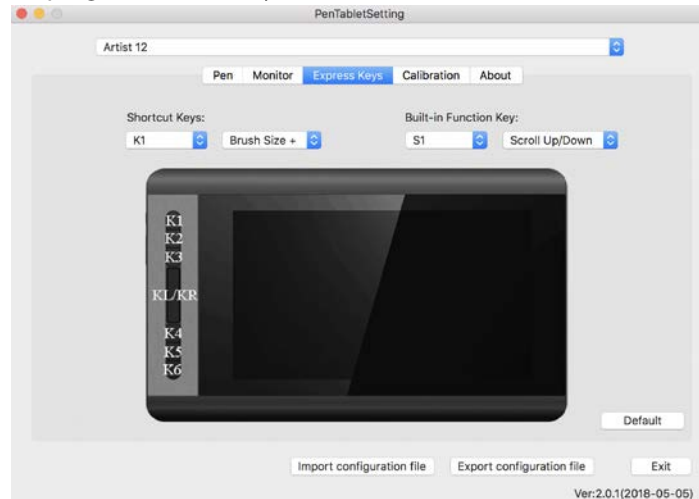 PenTabletSetting
Artist 12
Pen Monitor Express Keys Calibration About
Shortcut Keys: Built-in Function Key:
K1 Brush Size + S1 Scroll Up/Down
K1
K2
K3
KL/KR
K4
K5
K6
Default
Import configuration file Export configuration file Exit
Ver:2.0.1(2018-05-05)